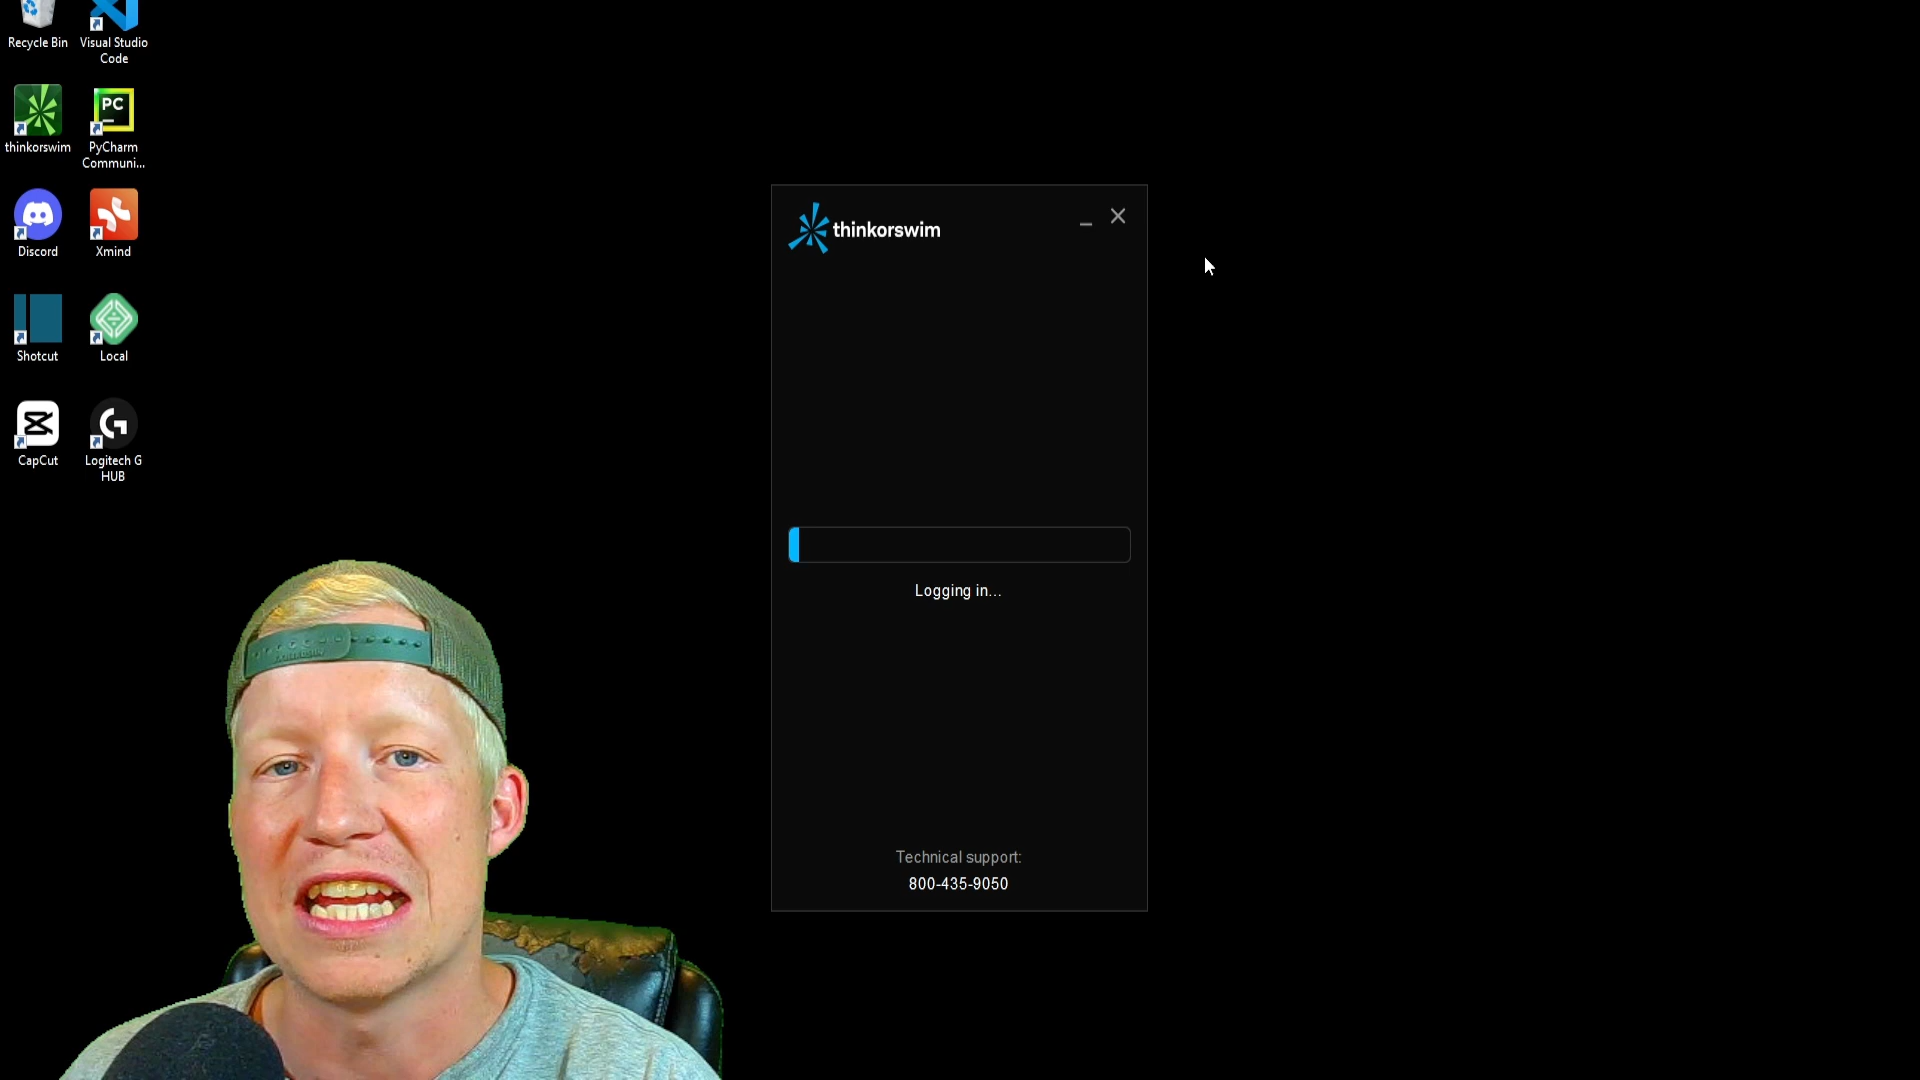 Recycle Bin
Visual Studio
Code
thinkorswim
PC
PyCharm
Communi...
Discord
Xmind
Shotcut
Local
CapCut
Logitech G
HUB
thinkorswim
Logging in...
Technical support:
800-435-9050